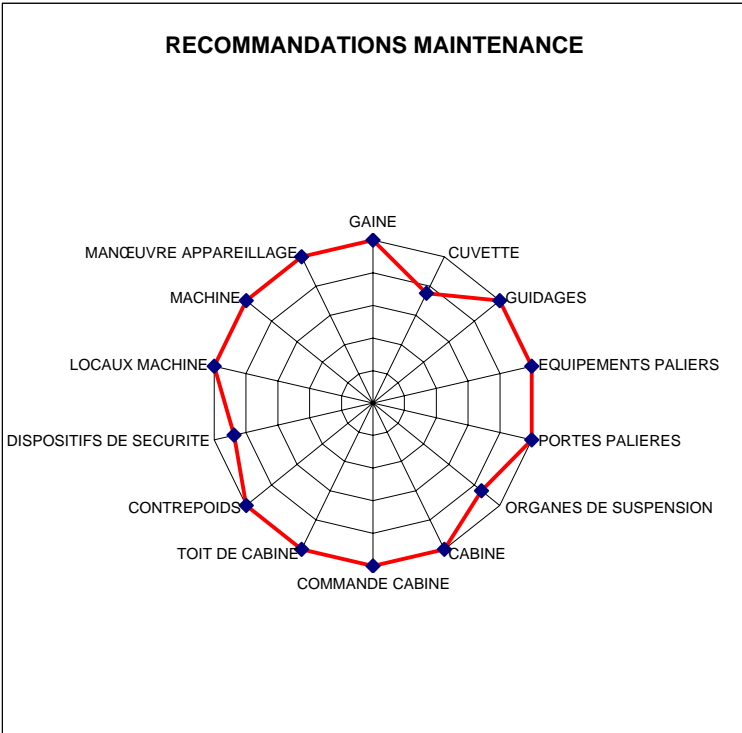 RECOMMANDATIONS MAINTENANCE
GAINE
CUVETTE
GUIDAGES
EQUIPEMENTS PALIERS
PORTES PALIERES
ORGANES DE SUSPENSION
CABINE
COMMANDE CABINE
TOIT DE CABINE
CONTREPOIDS
DISPOSITIFS DE SECURITE
LOCAUX MACHINE
MACHINE
MANŒUVRE APPAREILLAGE